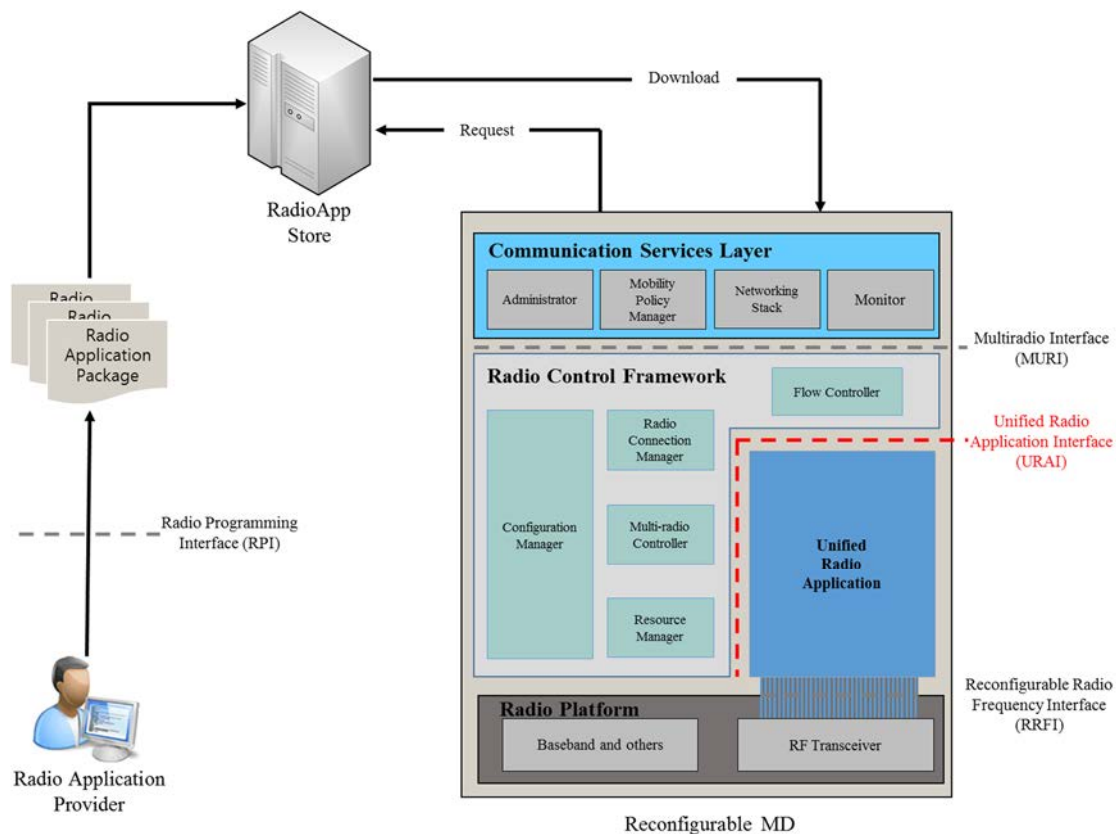 Download
Request
RadioApp
Store
Radio
Radio
Radio
Application
Package
Radio Programming
Interface (RPI)
Radio Application
Provider
Communication Services Layer
Administrator
Mobility
Policy
Manager
Networking
Stack
Monitor
Multiradio Interface
(MURI)
Radio Control Framework
Flow Controller
Radio
Connection
Manager
Configuration
Manager
Multi-radio
Controller
Resource
Manager
Unified Radio
Application Interface
(URAI)
Unified
Radio
Application
Reconfigurable Radio
Frequency Interface
(RRFI)
Radio Platform
Baseband and others
RF Transceiver
Reconfigurable MD